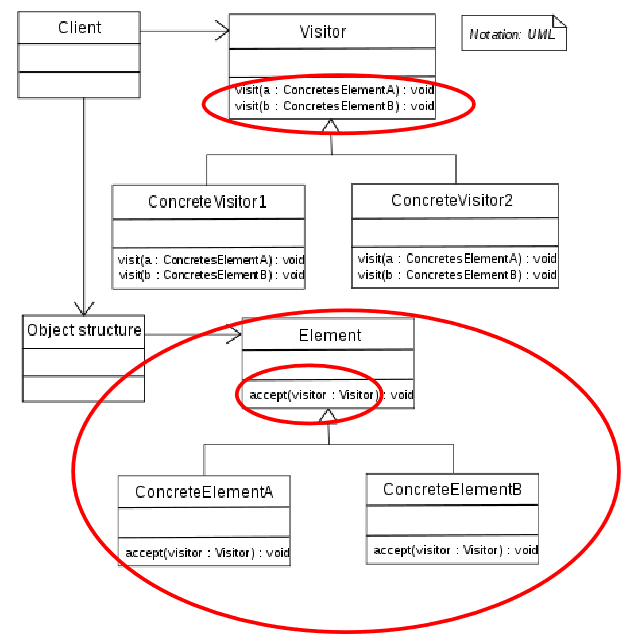 Client
Visitor
Notation: UML
visit(a : ConcretesElementA) : void
visit(b : ConcretesElementB) : void
ConcreteVisitor1
ConcreteVisitor2
visit(a : ConcretesElementA) : void
visit(b : ConcretesElementB) : void
visit(a : ConcretesElementA) : void
visit(b : ConcretesElementB) : void
Object structure
Element
accept(visitor : Visitor) : void
ConcreteElementA
ConcreteElementB
accept(visitor : Visitor) : void
accept(visitor : Visitor) : void